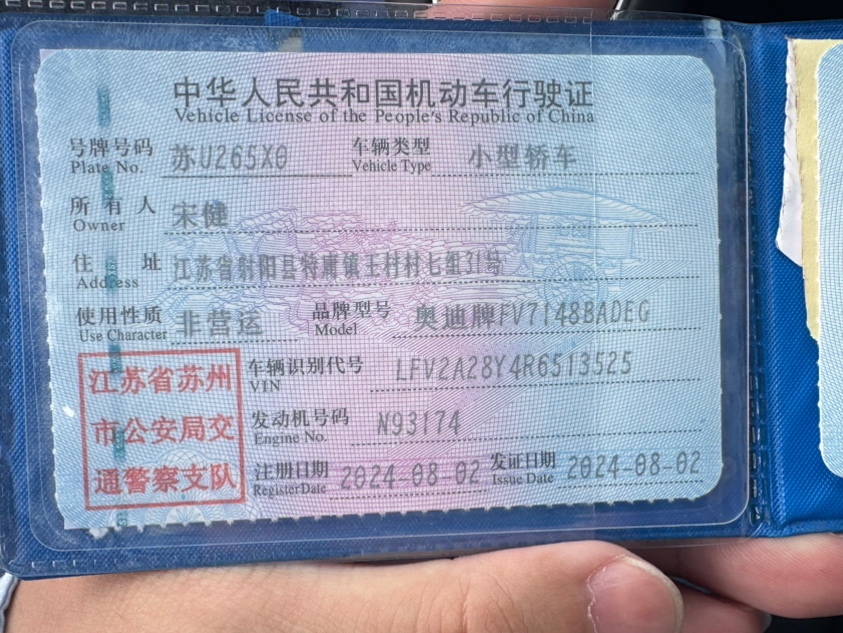 中华人民共和国机动车行驶证
Vehicle License of the People's Republic of China
号牌号码 苏U265X0 车辆类型 小型轿车
Plate No. Vehicle Type
所有人 宋健
Owner
住址 江苏省射阳县特庸镇王村村七组31号
Address
使用性质 非营运 品牌型号 奥迪牌FV7148BADEG
Use Character Model
江苏省苏州 车辆识别代号 LFV2A28Y4R6513525
VIN
市公安局交 发动机号码 N93174
Engine No.
通警察支队 注册日期 2024-08-02 发证日期 2024-08-02
Register Date Issue Date